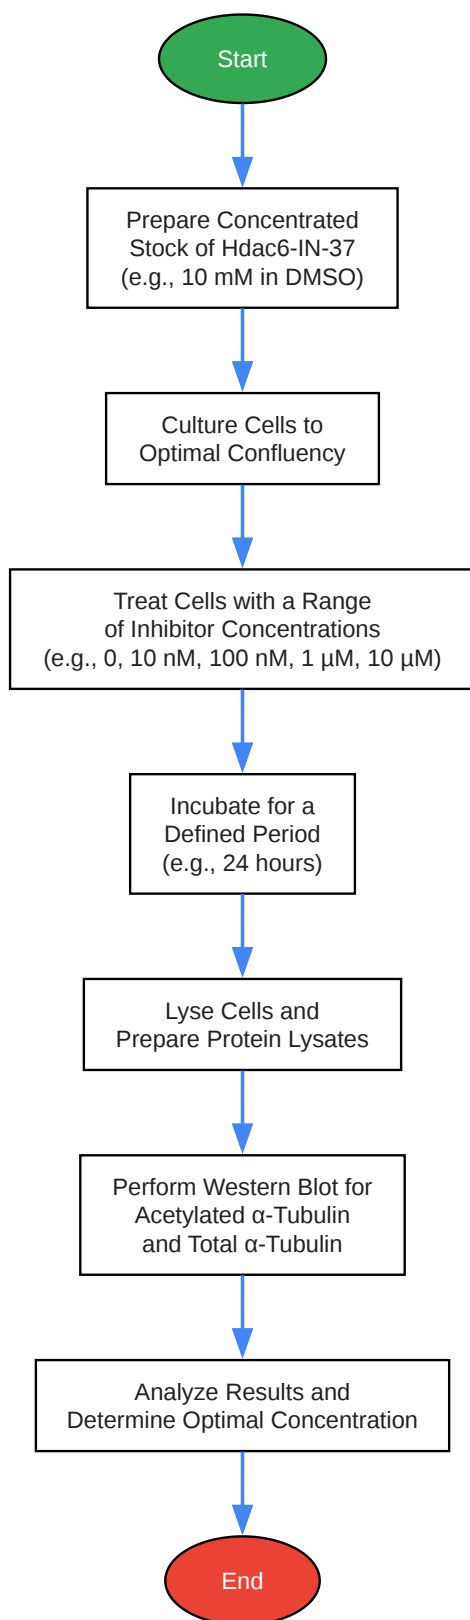 Start
Prepare Concentrated
Stock of Hdac6-IN-37
(e.g., 10 mM in DMSO)
Culture Cells to
Optimal Confluency
Treat Cells with a Range
of Inhibitor Concentrations
(e.g., 0, 10 nM, 100 nM, 1 µM, 10 µM)
Incubate for a
Defined Period
(e.g., 24 hours)
Lyse Cells and
Prepare Protein Lysates
Perform Western Blot for
Acetylated α-Tubulin
and Total α-Tubulin
Analyze Results and
Determine Optimal Concentration
End